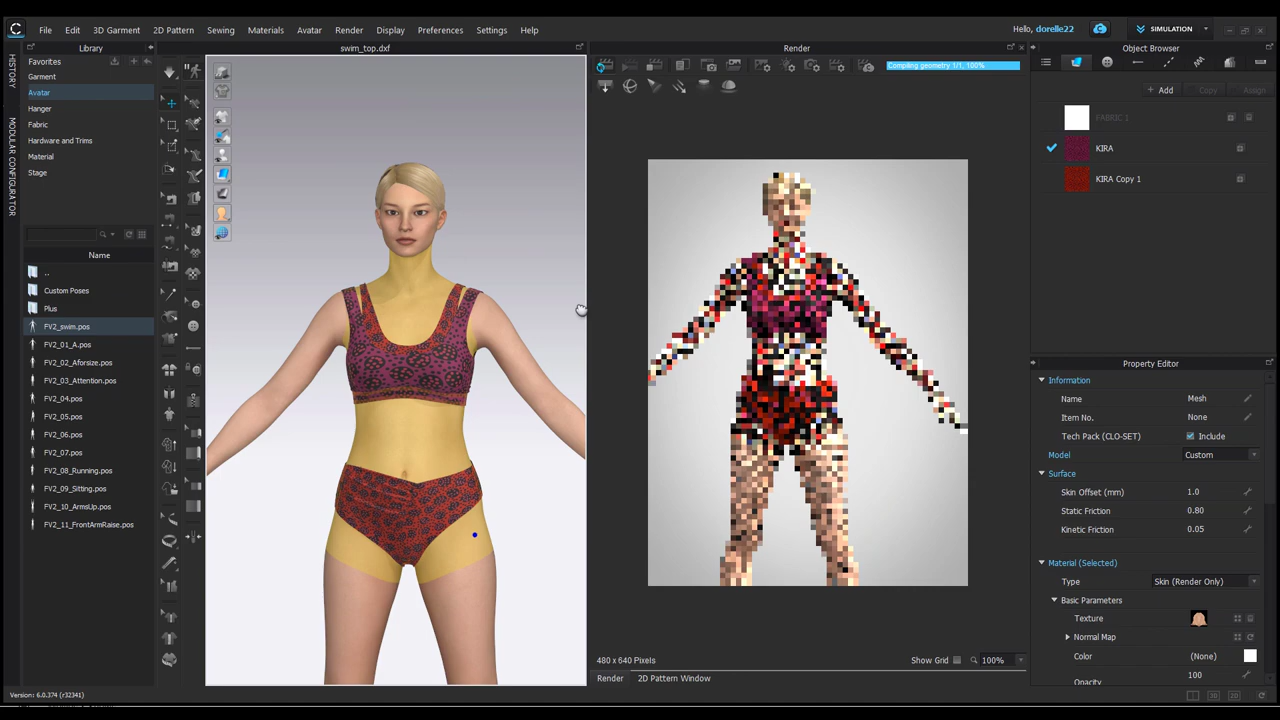 C File Edit 3D Garment 2D Pattern Sewing Materials Avatar Render Display Preferences Settings Help Hello, dorelle22 SIMULATION
Library
swim_top.dxf
Render
Object Browser
HISTORY
MODULAR CONFIGURATOR
Favorites
Garment
Avatar
Hanger
Fabric
Hardware and Trims
Material
Stage
Name
..
Custom Poses
Plus
FV2_swim.pos
FV2_01_A.pos
FV2_02_Aforsize.pos
FV2_03_Attention.pos
FV2_04.pos
FV2_05.pos
FV2_06.pos
FV2_07.pos
FV2_08_Running.pos
FV2_09_Sitting.pos
FV2_10_ArmsUp.pos
FV2_11_FrontArmRaise.pos
Compiling geometry 1/1, 100%
480 x 640 Pixels Show Grid 100%
Render 2D Pattern Window
+ Add Copy Assign
FABRIC 1
KIRA
KIRA Copy 1
Property Editor
Information
Name Mesh
Item No. None
Tech Pack (CLO-SET) Include
Model Custom
Surface
Skin Offset (mm) 1.0
Static Friction 0.80
Kinetic Friction 0.05
Material (Selected)
Type Skin (Render Only)
Basic Parameters
Texture
Normal Map
Color (None)
Opacity 100
Version: 6.0.374 (r32341) 1 3D 2D